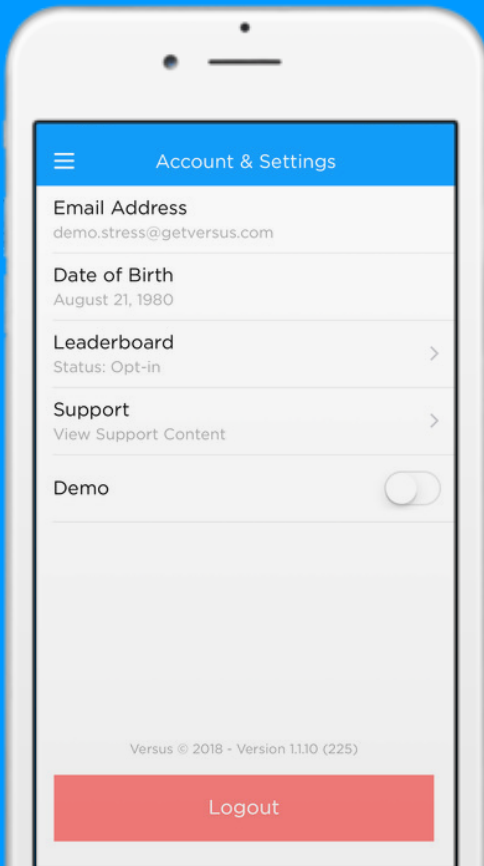 Account & Settings
Email Address
demo.stress@getversus.com
Date of Birth
August 21, 1980
Leaderboard
Status: Opt-in
Support
View Support Content
Demo
Versus © 2018 - Version 1.1.10 (225)
Logout